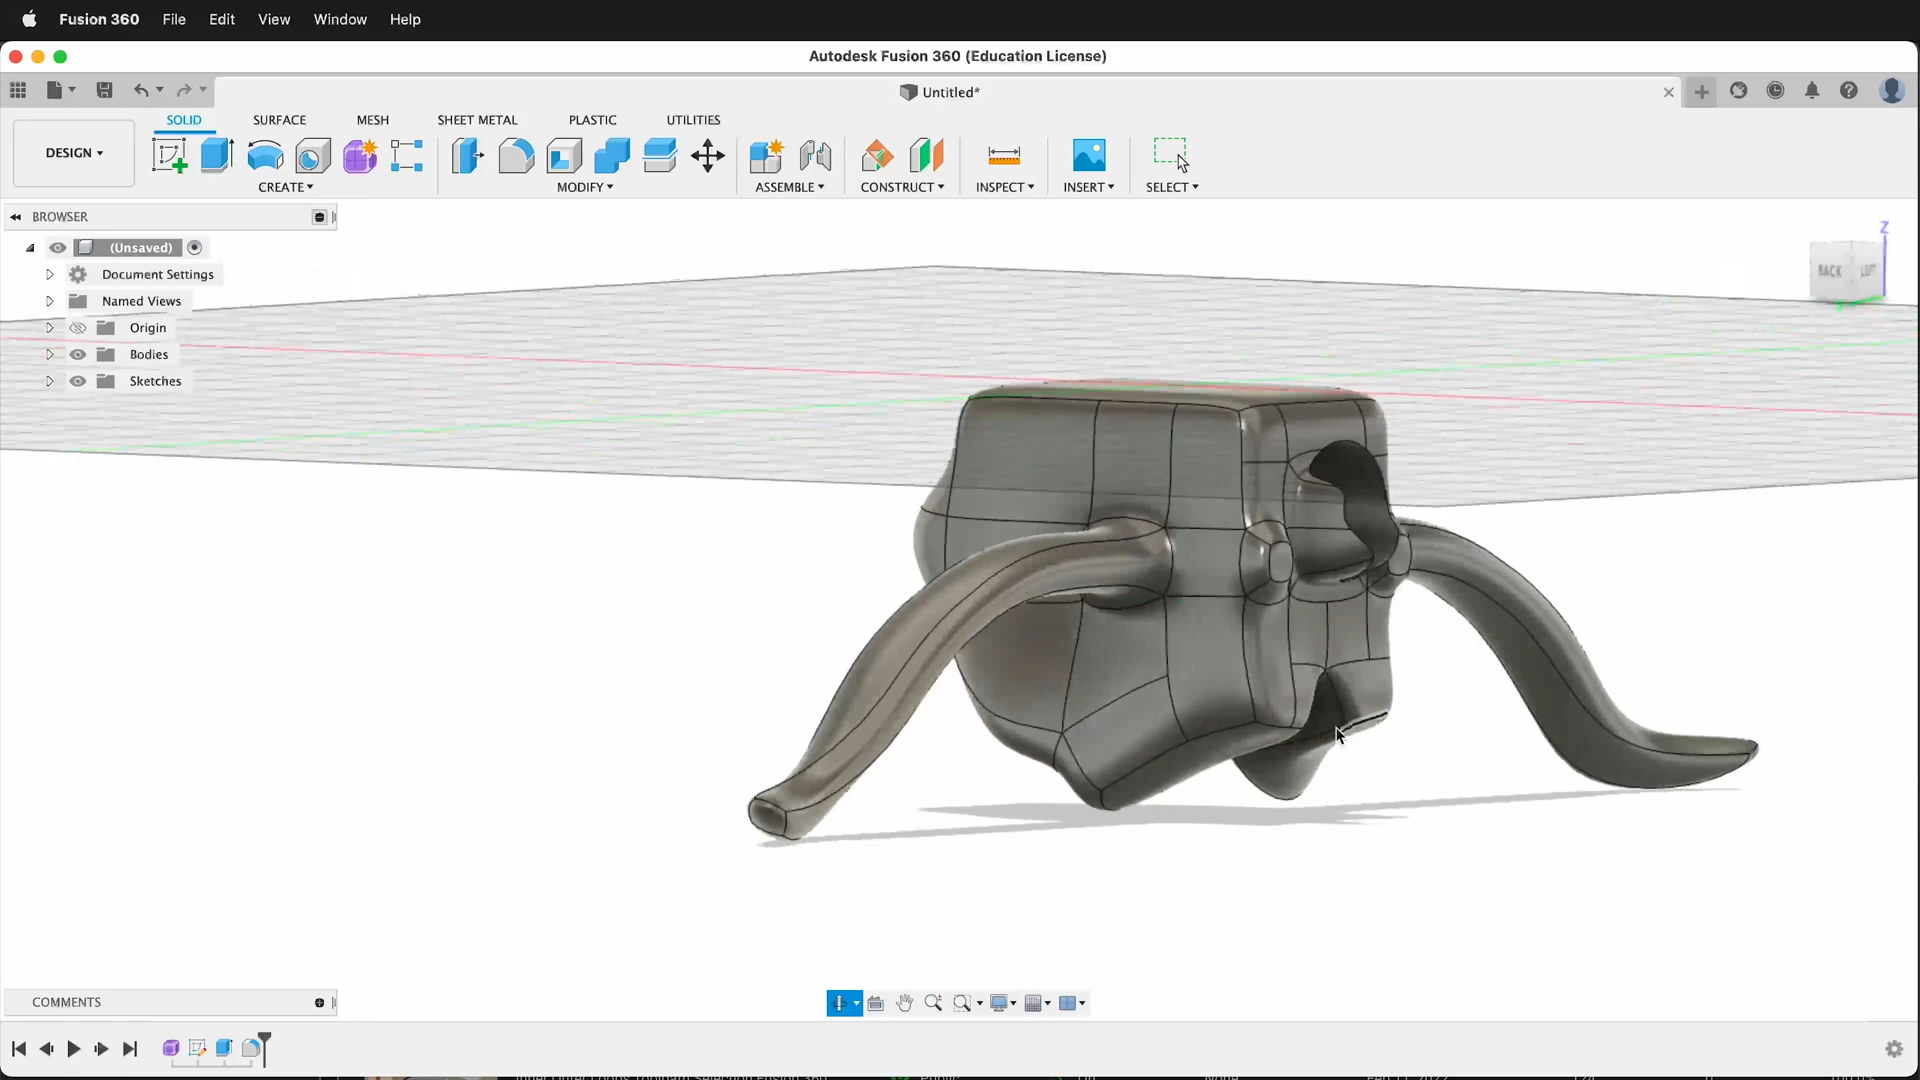 Fusion 360 File Edit View Window Help
Autodesk Fusion 360 (Education License)
Untitled*
DESIGN
SOLID SURFACE MESH SHEET METAL PLASTIC UTILITIES
CREATE MODIFY ASSEMBLE CONSTRUCT INSPECT INSERT SELECT
BROWSER
(Unsaved)
Document Settings
Named Views
Origin
Bodies
Sketches
Z
BACK LEFT
COMMENTS